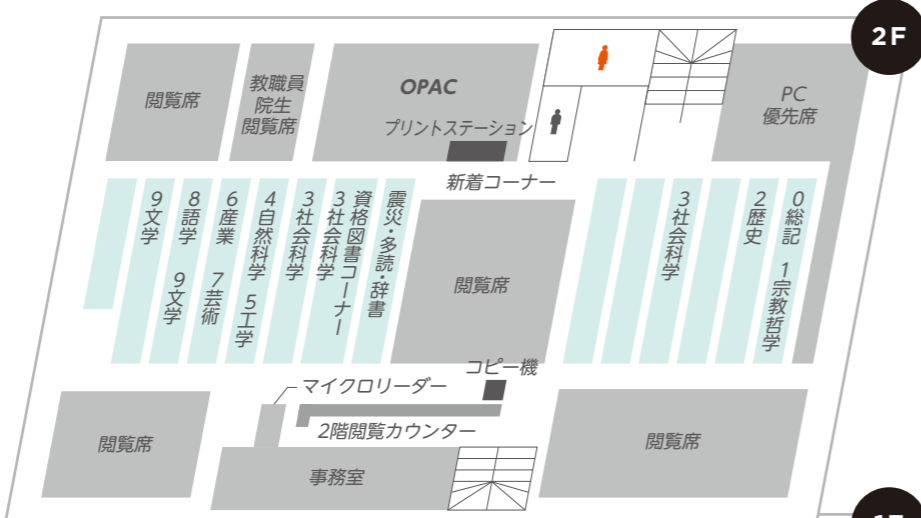 2F
閲覧席
教職員
院生
閲覧席
OPAC
プリントステーション
PC
優先席
新着コーナー
9文学
8語学 9文学
6産業 7芸術
4自然科学 5工学
3社会科学
3社会科学
資格図書コーナー
震災・多読・辞書
閲覧席
3社会科学
2歴史
0総記 1宗教哲学
コピー機
マイクロリーダー
2階閲覧カウンター
閲覧席
事務室
閲覧席